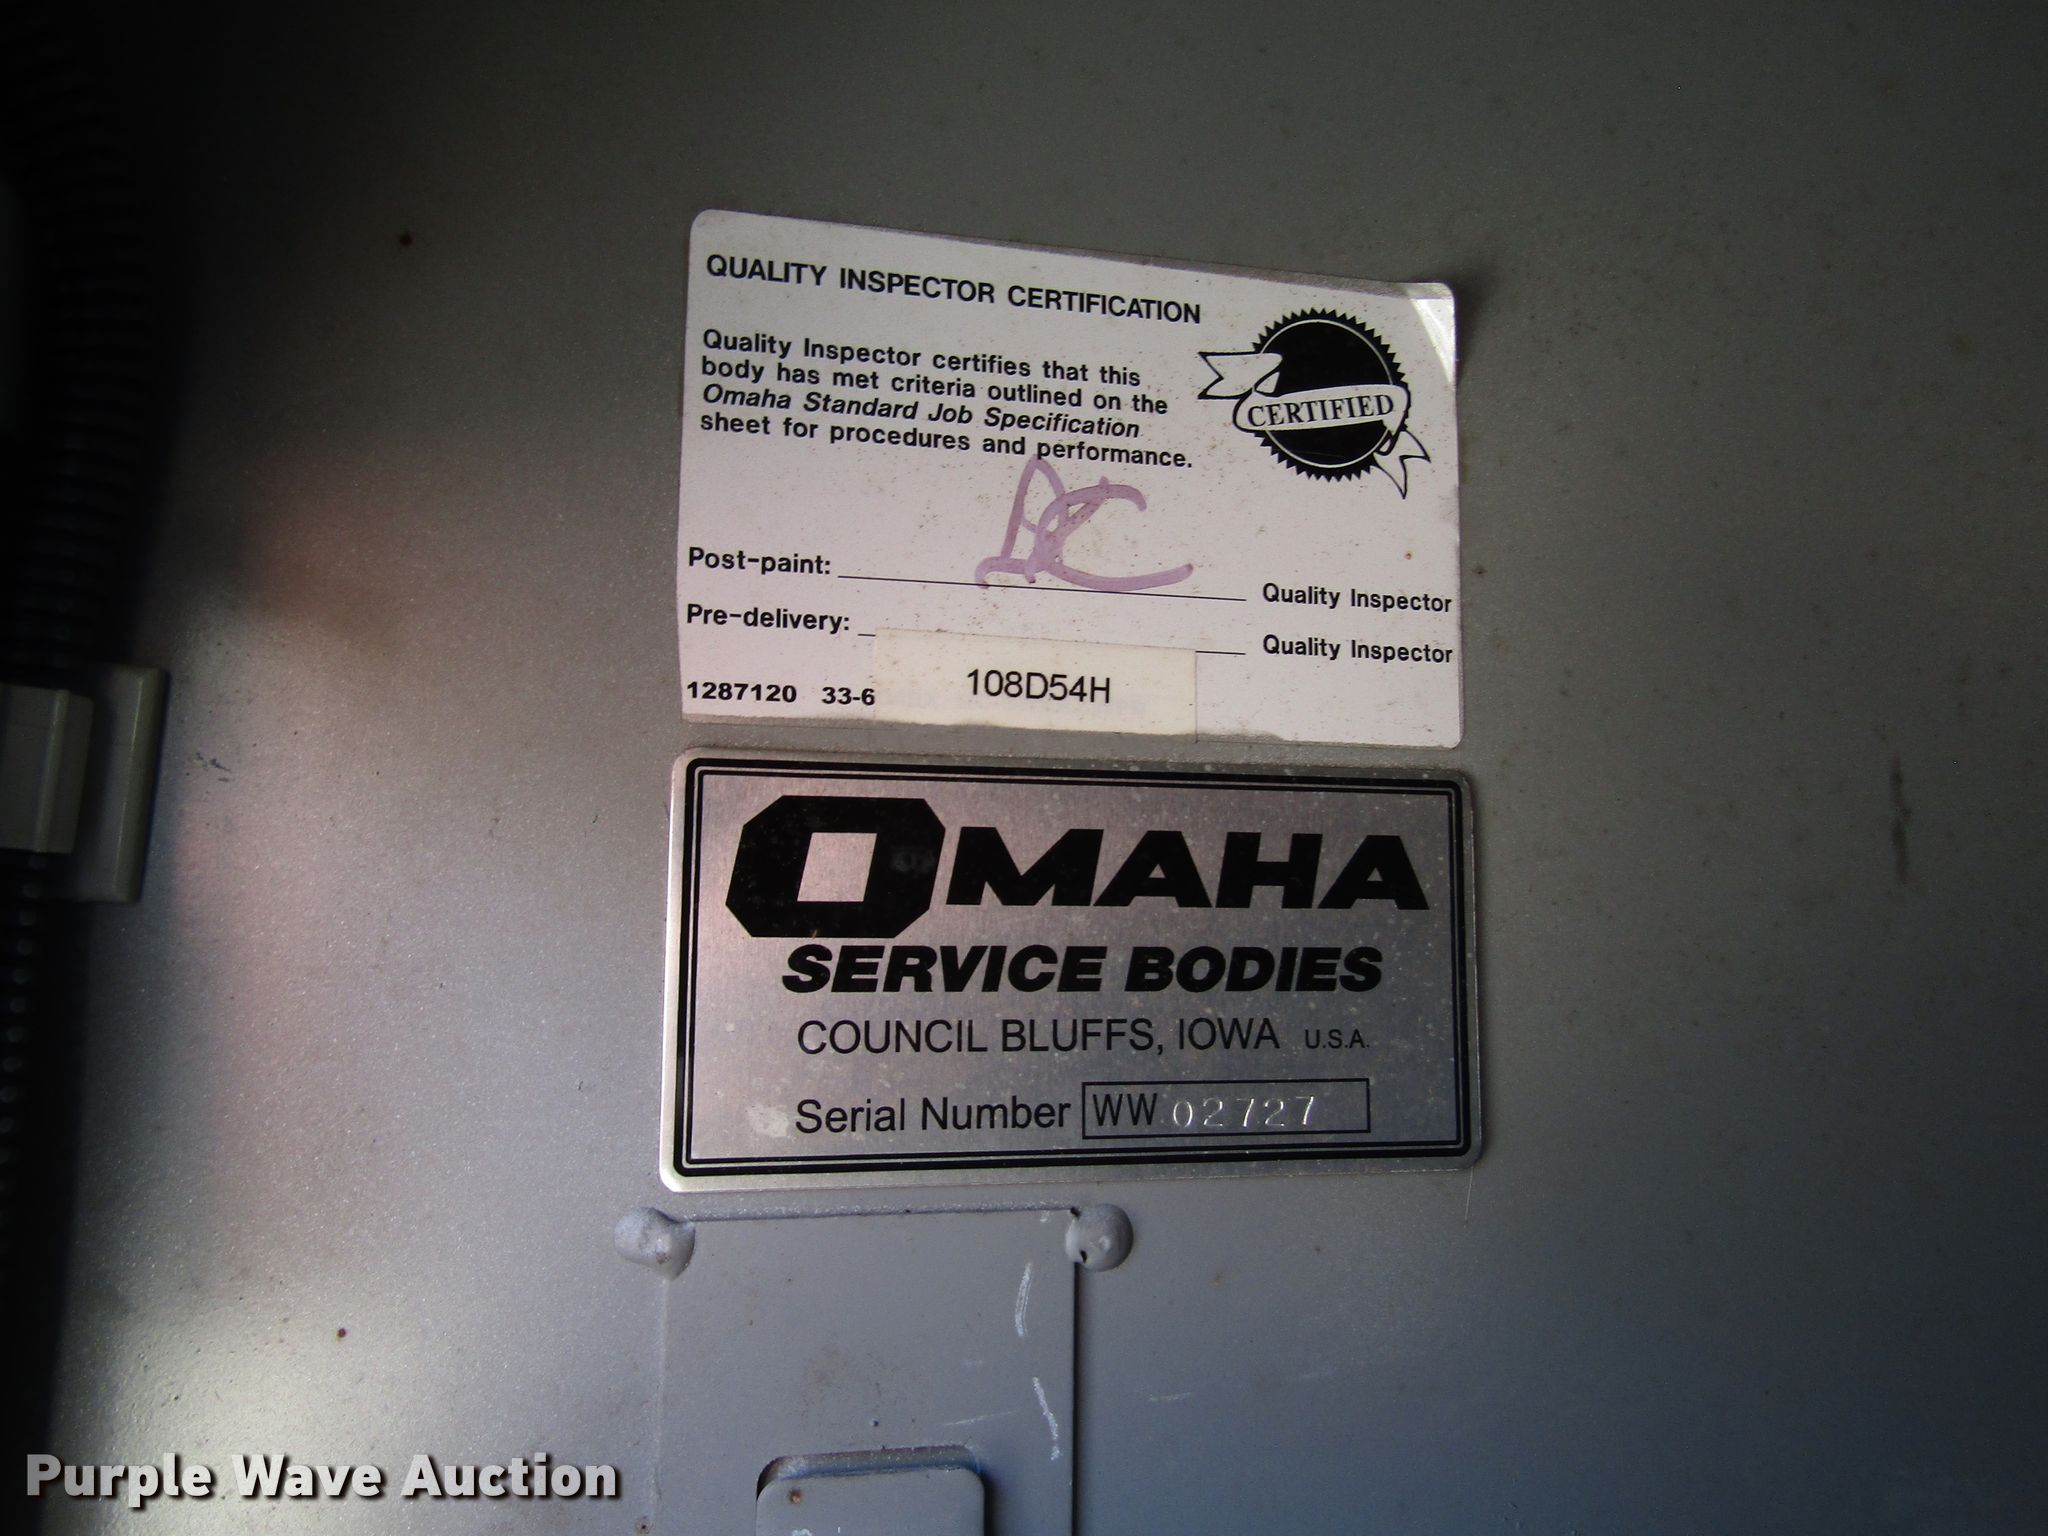 QUALITY INSPECTOR CERTIFICATION
Quality Inspector certifies that this
body has met criteria outlined on the
Omaha Standard Job Specification
sheet for procedures and performance.
CERTIFIED
Post-paint: Quality Inspector
Pre-delivery: Quality Inspector
1287120 33-6
108D54H
OMAHA
SERVICE BODIES
COUNCIL BLUFFS, IOWA U.S.A.
Serial Number WW 02727
Purple Wave Auction